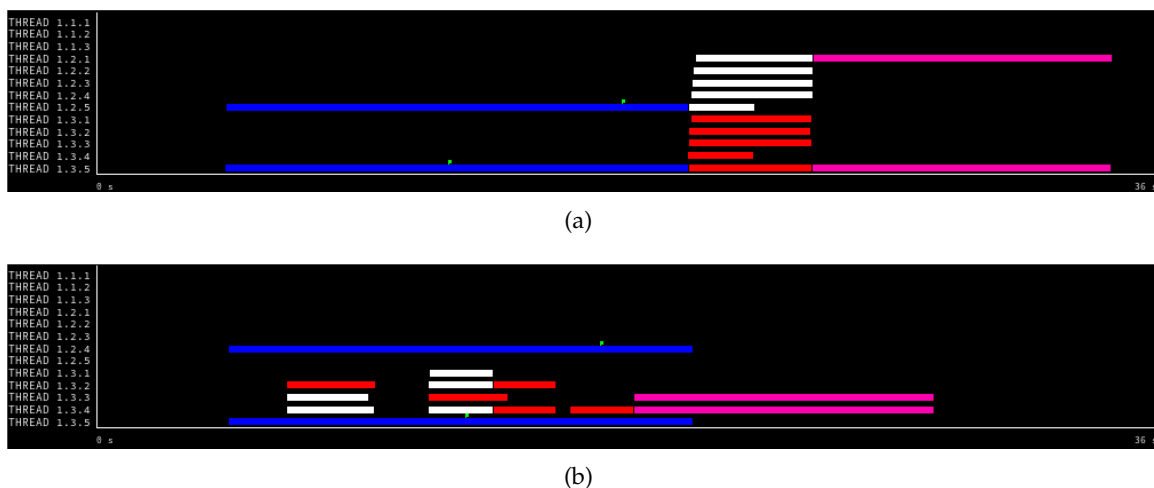 THREAD 1.1.1
THREAD 1.1.2
THREAD 1.1.3
THREAD 1.2.1
THREAD 1.2.2
THREAD 1.2.3
THREAD 1.2.4
THREAD 1.2.5
THREAD 1.3.1
THREAD 1.3.2
THREAD 1.3.3
THREAD 1.3.4
THREAD 1.3.5
0 s 36 s
(a)
THREAD 1.1.1
THREAD 1.1.2
THREAD 1.1.3
THREAD 1.2.1
THREAD 1.2.2
THREAD 1.2.3
THREAD 1.2.4
THREAD 1.2.5
THREAD 1.3.1
THREAD 1.3.2
THREAD 1.3.3
THREAD 1.3.4
THREAD 1.3.5
0 s 36 s
(b)